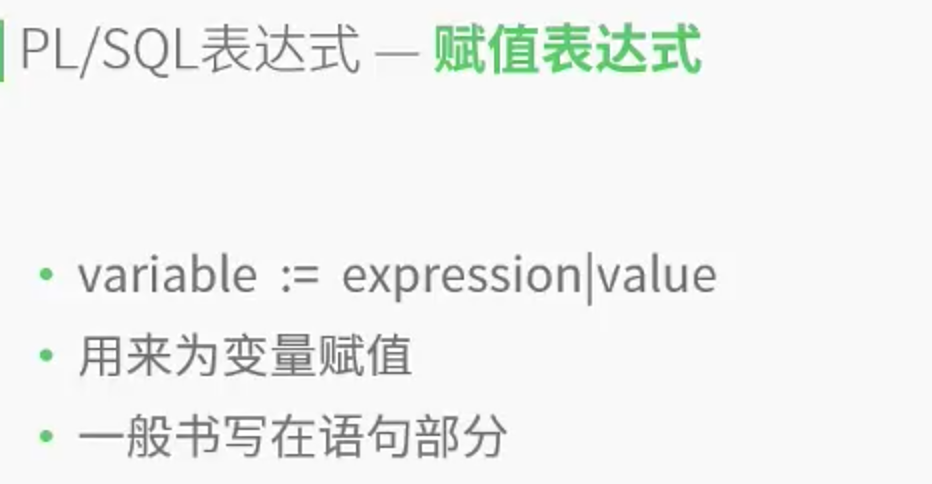 PL/SQL表达式 — 赋值表达式
• variable := expression|value
• 用来为变量赋值
• 一般书写在语句部分